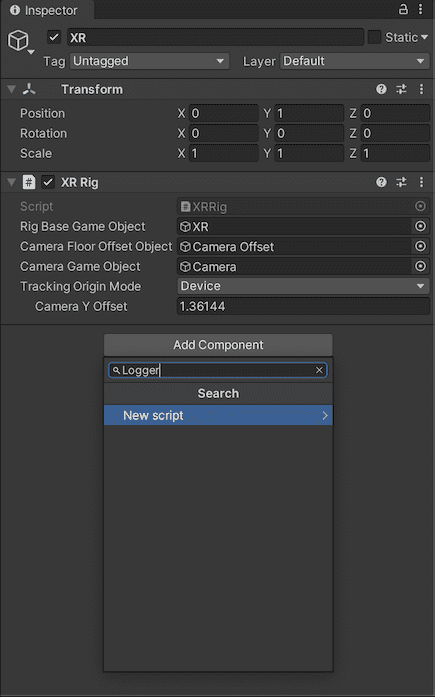 Inspector
XR Static
Tag Untagged Layer Default
Transform
Position X 0 Y 1 Z 0
Rotation X 0 Y 0 Z 0
Scale X 1 Y 1 Z 1
# XR Rig
Script XRRig
Rig Base Game Object XR
Camera Floor Offset Object Camera Offset
Camera Game Object Camera
Tracking Origin Mode Device
Camera Y Offset 1.36144
Add Component
Logger
Search
New script